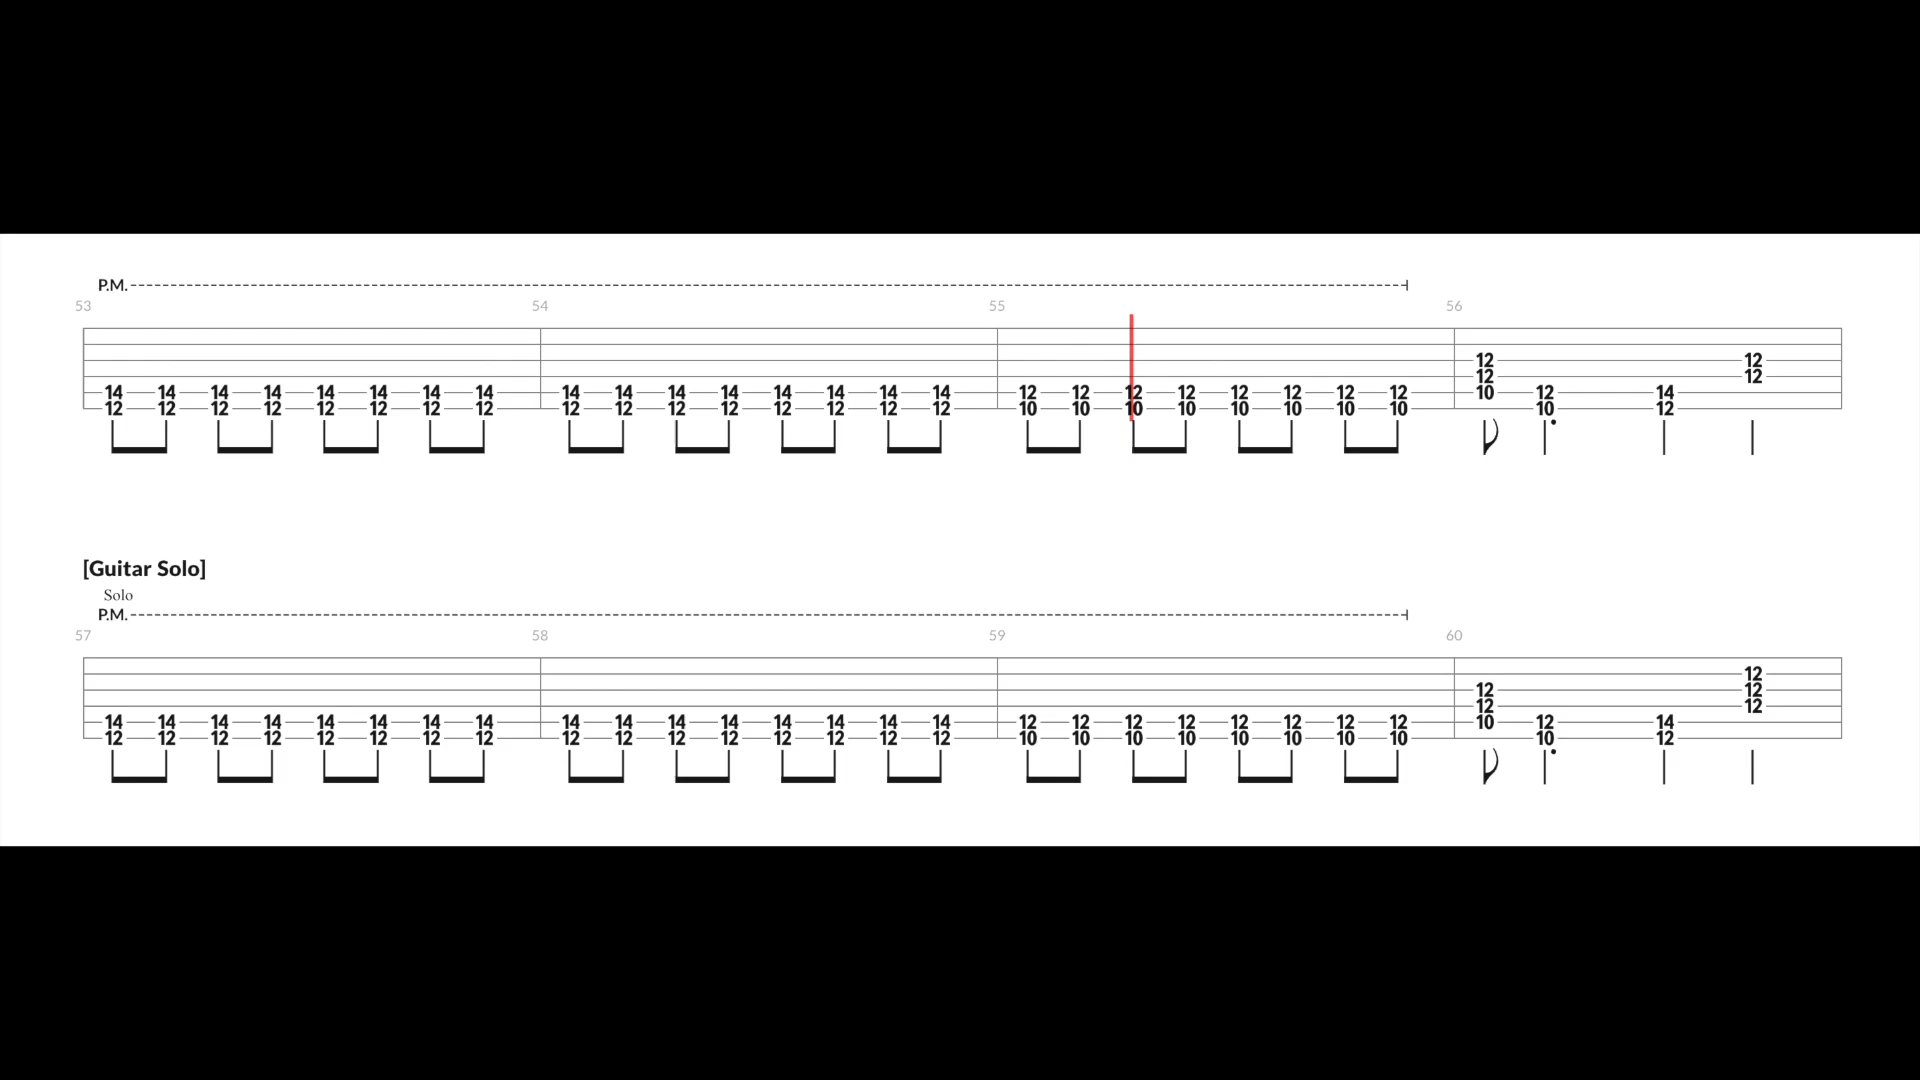 P.M.
53 54 55 56
12 12
12 12
14 14 14 14 14 14 14 14 14 14 14 14 14 14 14 14 12 12 12 12 12 12 12 12 10 12 14
12 12 12 12 12 12 12 12 12 12 12 12 12 12 12 12 10 10 10 10 10 10 10 10 10 12
[Guitar Solo]
Solo
P.M.
57 58 59 60
12
12 12
12 12
14 14 14 14 14 14 14 14 14 14 14 14 14 14 14 14 12 12 12 12 12 12 12 12 10 12 14
12 12 12 12 12 12 12 12 12 12 12 12 12 12 12 12 10 10 10 10 10 10 10 10 10 12